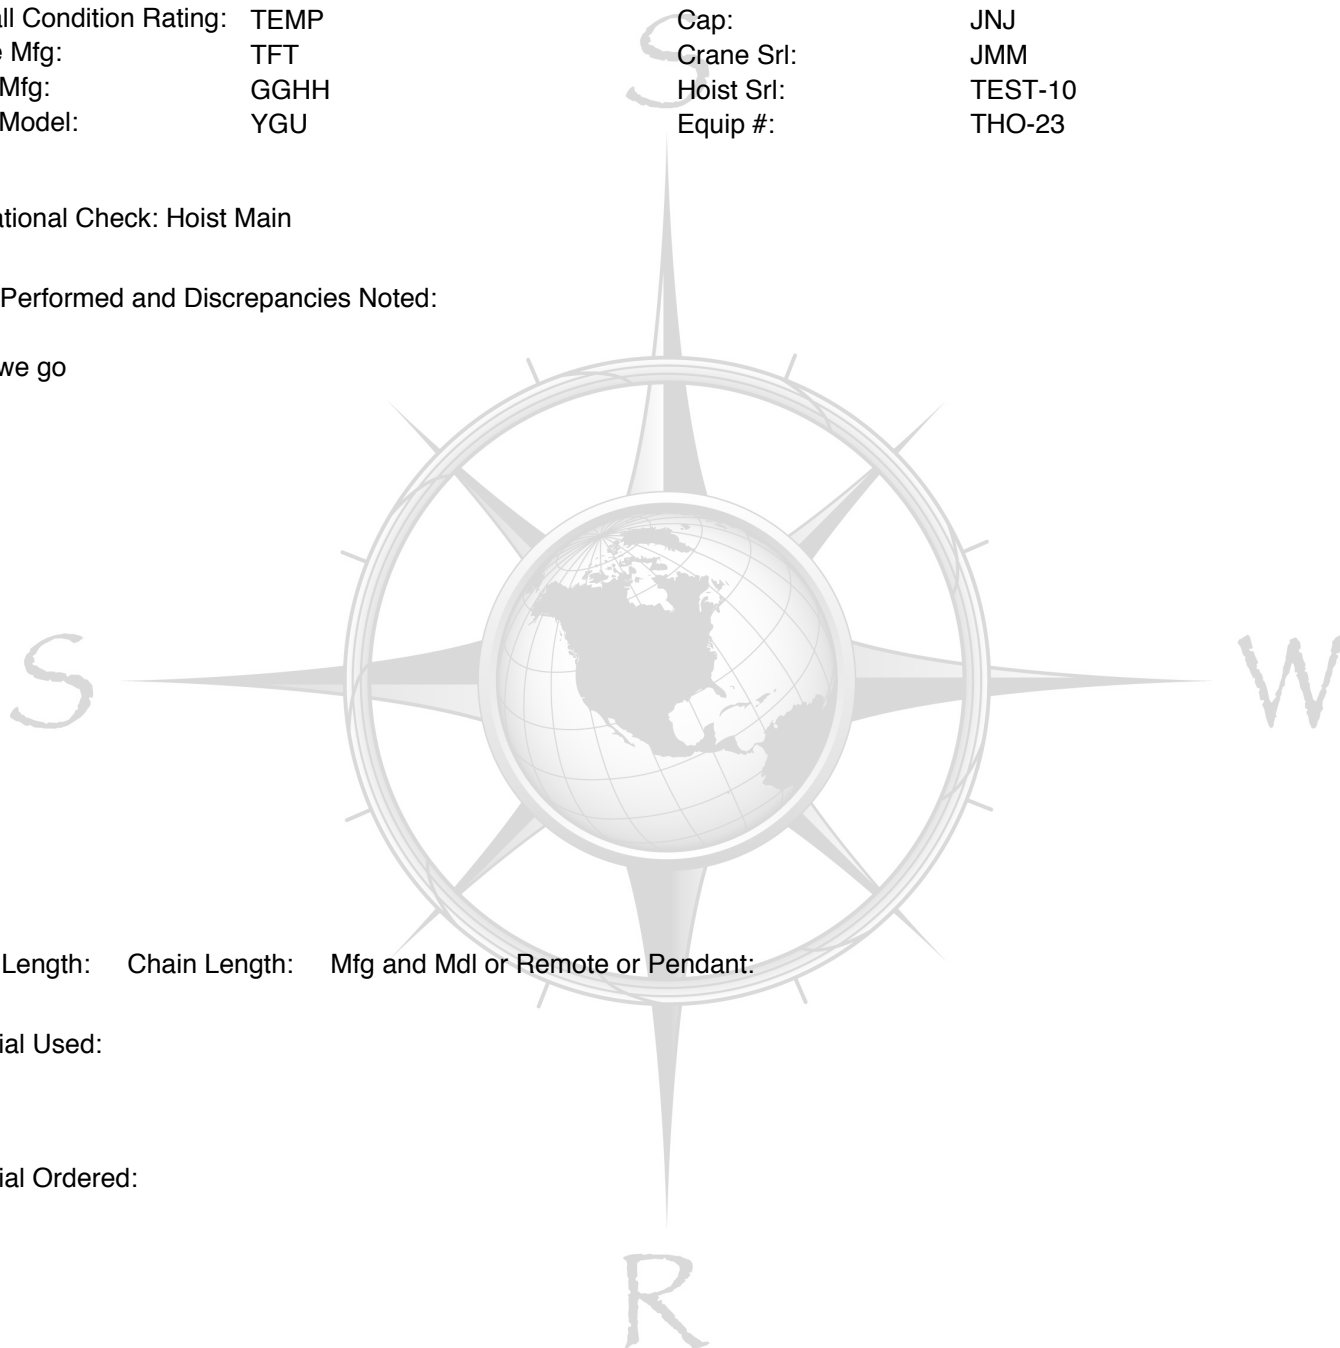 all Condition Rating: TEMP Cap: JNJ
e Mfg: TFT Crane Srl: JMM
Mfg: GGHH Hoist Srl: TEST-10
Model: YGU Equip #: THO-23
ational Check: Hoist Main
Performed and Discrepancies Noted:
we go
Length: Chain Length: Mfg and Mdl or Remote or Pendant:
ial Used:
ial Ordered:
S
S W
R